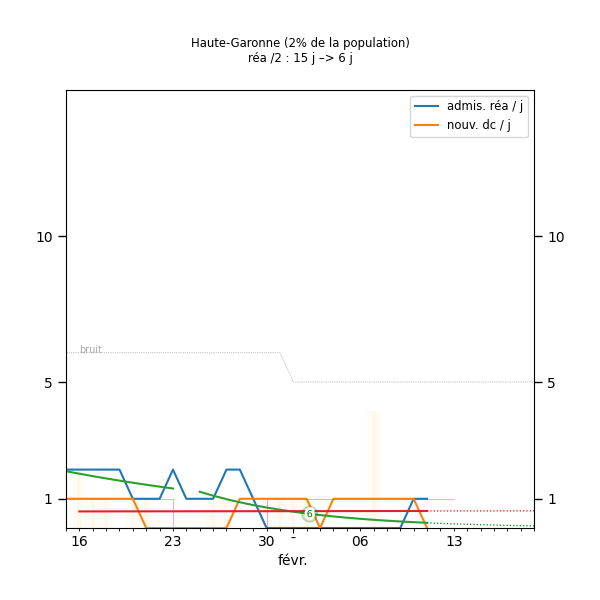 Haute-Garonne (2% de la population)
réa /2 : 15 j –> 6 j
admis. réa / j
nouv. dc / j
10
10
bruit
5
5
1
1
6
16
23
30
-
06
13
févr.